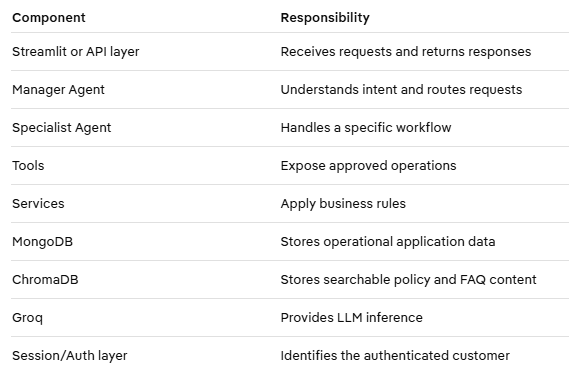 Component Responsibility
Streamlit or API layer Receives requests and returns responses
Manager Agent Understands intent and routes requests
Specialist Agent Handles a specific workflow
Tools Expose approved operations
Services Apply business rules
MongoDB Stores operational application data
ChromaDB Stores searchable policy and FAQ content
Groq Provides LLM inference
Session/Auth layer Identifies the authenticated customer